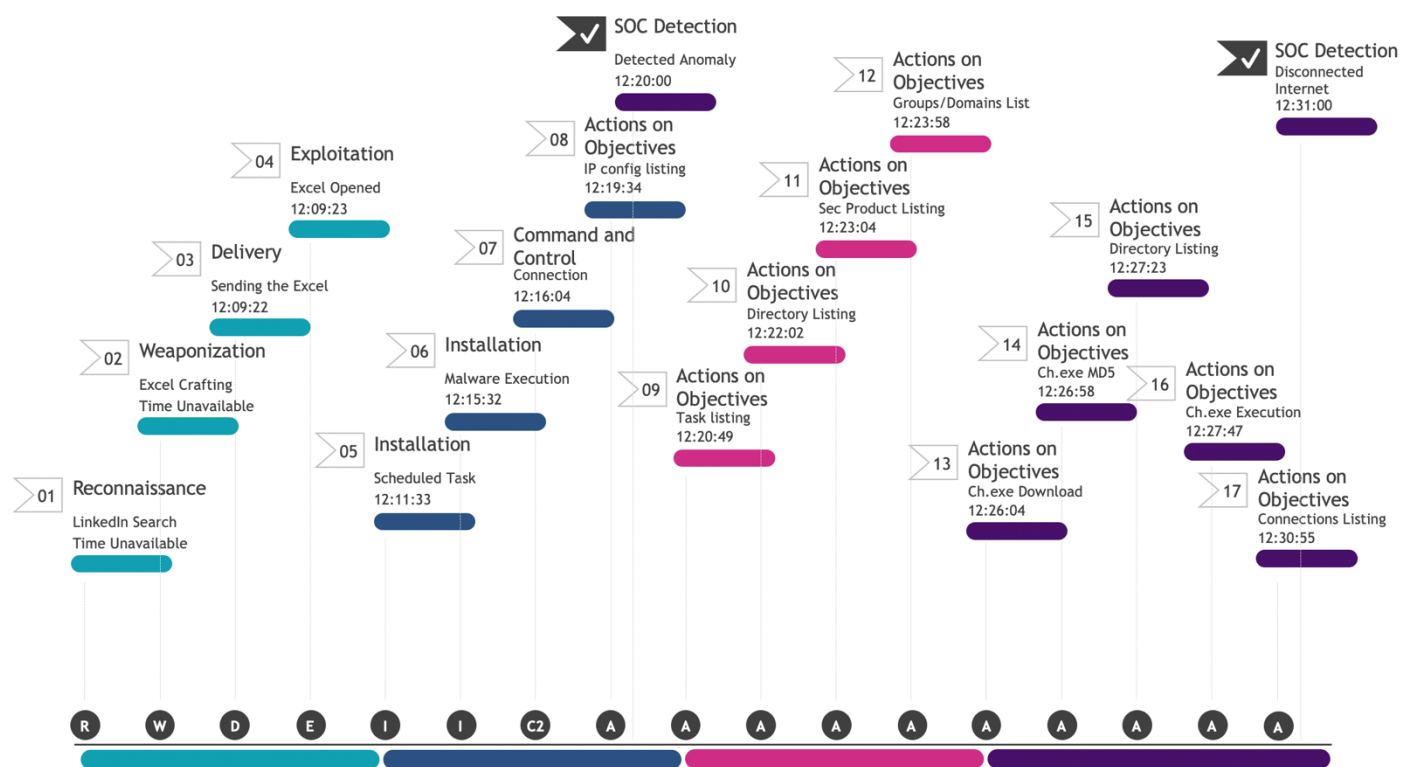 01
Reconnaissance
LinkedIn Search
Time Unavailable
02
Weaponization
Excel Crafting
Time Unavailable
03
Delivery
Sending the Excel
12:09:22
04
Exploitation
Excel Opened
12:09:23
05
Installation
Scheduled Task
12:11:33
06
Installation
Malware Execution
12:15:32
07
Command and
Control
Connection
12:16:04
08
Actions on
Objectives
IP config listing
12:19:34
SOC Detection
Detected Anomaly
12:20:00
09
Actions on
Objectives
Task listing
12:20:49
10
Actions on
Objectives
Directory Listing
12:22:02
11
Actions on
Objectives
Sec Product Listing
12:23:04
12
Actions on
Objectives
Groups/Domains List
12:23:58
13
Actions on
Objectives
Ch.exe Download
12:26:04
14
Actions on
Objectives
Ch.exe MD5
12:26:58
15
Actions on
Objectives
Directory Listing
12:27:23
16
Actions on
Objectives
Ch.exe Execution
12:27:47
17
Actions on
Objectives
Connections Listing
12:30:55
SOC Detection
Disconnected
Internet
12:31:00
R W D E I I C2 A A A A A A A A A A